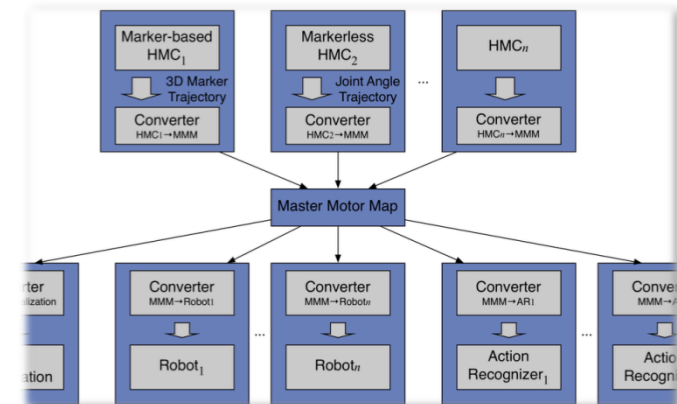 Marker-based
HMC1
3D Marker
Trajectory
Converter
HMC1→MMM
Markerless
HMC2
Joint Angle
Trajectory
Converter
HMC2→MMM
...
HMCn
Converter
HMCn→MMM
Master Motor Map
rter
alization
ation
Converter
MMM→Robot1
Robot1
...
Converter
MMM→Robotn
Robotn
Converter
MMM→AR1
Action
Recognizer1
...
Conver
MMM→A
Actio
Recogni